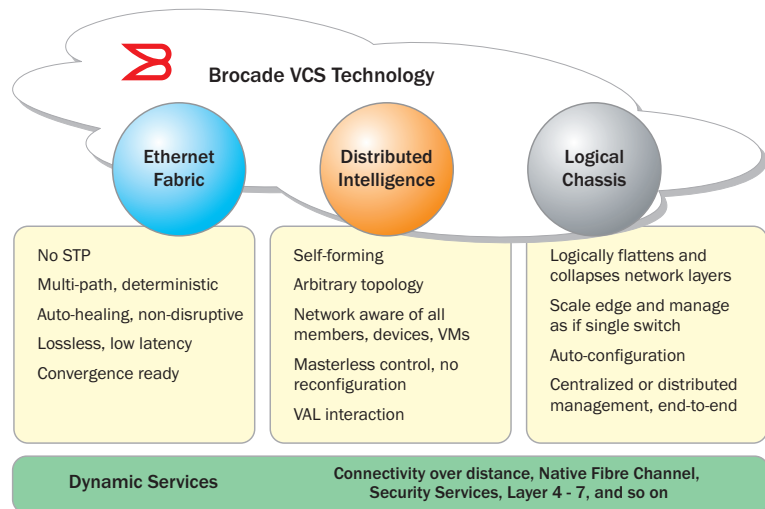 Brocade VCS Technology
Ethernet
Fabric
Distributed
Intelligence
Logical
Chassis
No STP
Multi-path, deterministic
Auto-healing, non-disruptive
Lossless, low latency
Convergence ready
Self-forming
Arbitrary topology
Network aware of all
members, devices, VMs
Masterless control, no
reconfiguration
VAL interaction
Logically flattens and
collapses network layers
Scale edge and manage
as if single switch
Auto-configuration
Centralized or distributed
management, end-to-end
Dynamic Services
Connectivity over distance, Native Fibre Channel,
Security Services, Layer 4 - 7, and so on